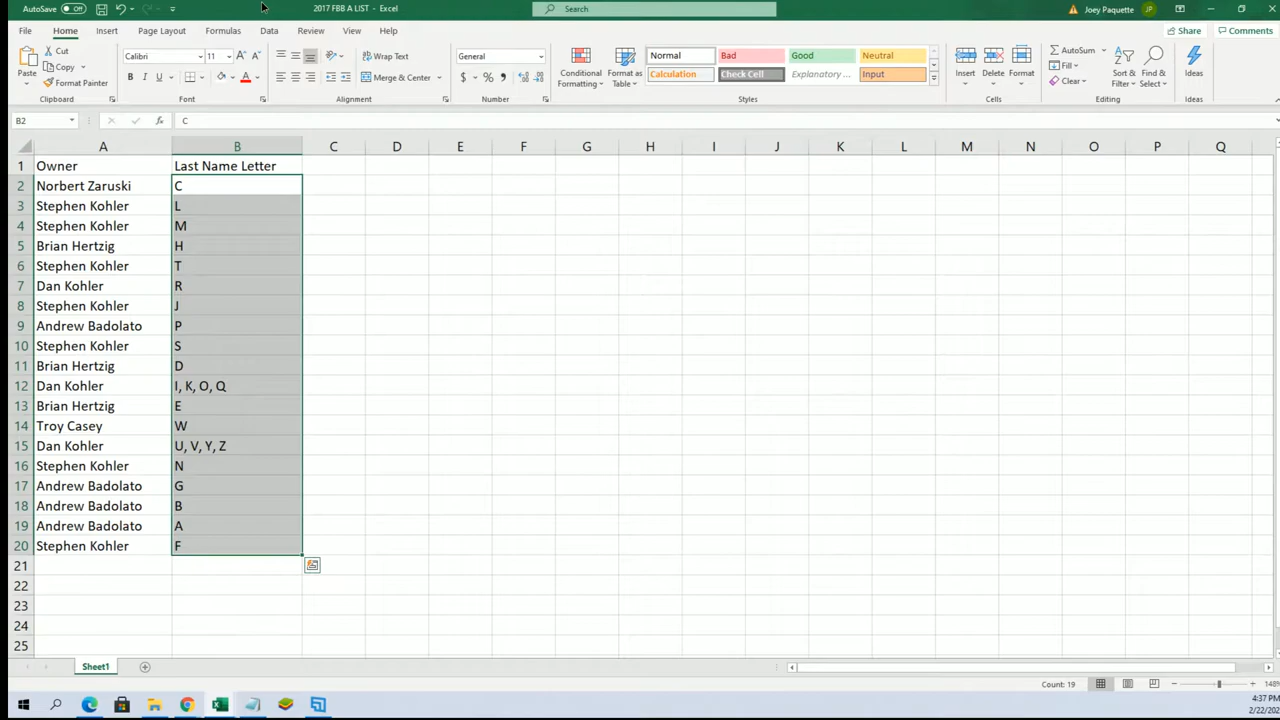 AutoSave Off 2017 FBB A LIST - Excel Search Joey Paquette JP
File Home Insert Page Layout Formulas Data Review View Help Share Comments
Cut Calibri 11 A^ A˅ Wrap Text General Normal Bad Good Neutral AutoSum
Paste Copy Conditional Formatting Format as Table Insert Delete Format Fill Sort & Filter Find & Select Ideas
Format Painter B I U A Merge & Center $ % Calculation Check Cell Explanatory ... Input Clear
Clipboard Font Alignment Number Styles Cells Editing Ideas
B2 fx C
A B C D E F G H I J K L M N O P Q
1 Owner Last Name Letter
2 Norbert Zaruski C
3 Stephen Kohler L
4 Stephen Kohler M
5 Brian Hertzig H
6 Stephen Kohler T
7 Dan Kohler R
8 Stephen Kohler J
9 Andrew Badolato P
10 Stephen Kohler S
11 Brian Hertzig D
12 Dan Kohler I, K, O, Q
13 Brian Hertzig E
14 Troy Casey W
15 Dan Kohler U, V, Y, Z
16 Stephen Kohler N
17 Andrew Badolato G
18 Andrew Badolato B
19 Andrew Badolato A
20 Stephen Kohler F
21
22
23
24
25
Sheet1
Count: 19 148%
4:37 PM